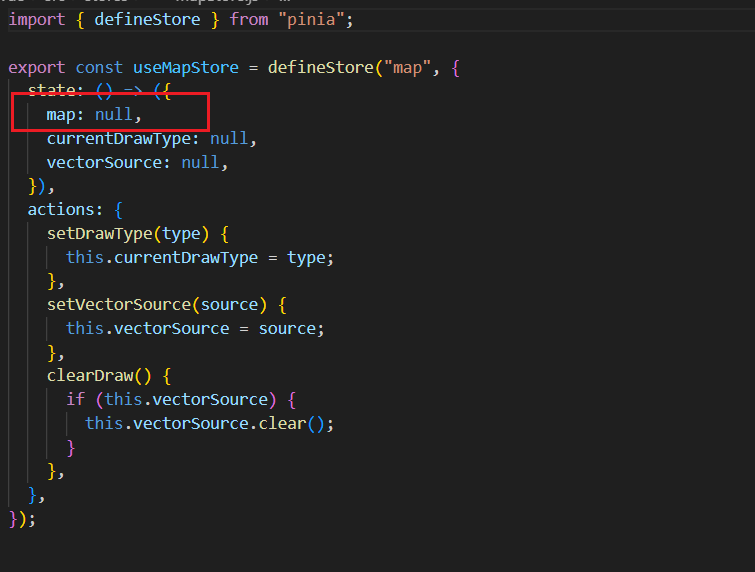 import { defineStore } from "pinia";
export const useMapStore = defineStore("map", {
  state: () => ({
    map: null,
    currentDrawType: null,
    vectorSource: null,
  }),
  actions: {
    setDrawType(type) {
      this.currentDrawType = type;
    },
    setVectorSource(source) {
      this.vectorSource = source;
    },
    clearDraw() {
      if (this.vectorSource) {
        this.vectorSource.clear();
      }
    },
  },
});